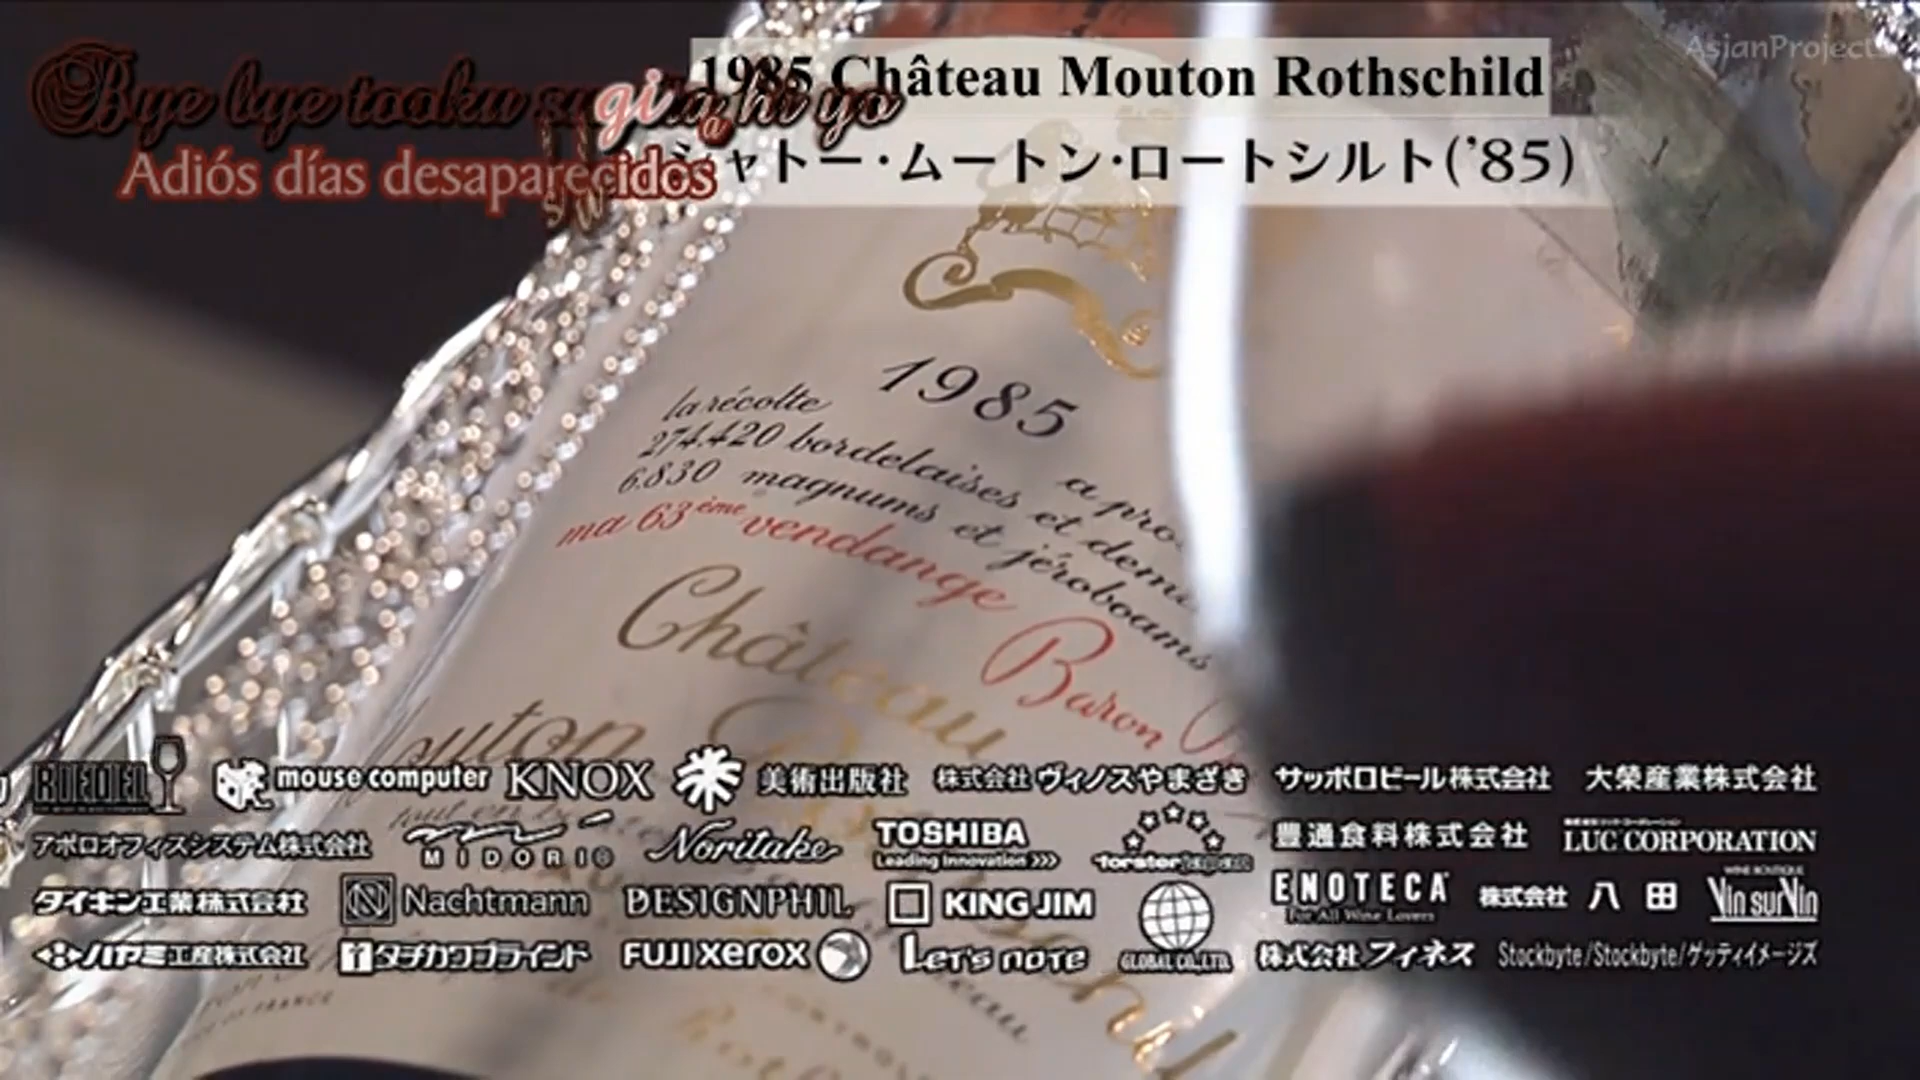 AsianProject
1985 Château Mouton Rothschild
Bye bye tooku hi yo
シャトー・ムートン・ロートシルト('85)
Adiós días desaparecidos
1985
la récolte
274.420 bordelaises et demi
6.830 magnums et jéroboams
ma 63ème vendange
Baron
Château
RIEDEL
mouse computer KNOX 美術出版社 株式会社ヴィノスやまざき サッポロビール株式会社 大榮産業株式会社
アポロオフィスシステム株式会社 MIDORI Noritake TOSHIBA 豊通食料株式会社 LUC CORPORATION
Leading Innovation >>> forster japan
タイキン工業株式会社 Nachtmann DESIGNPHIL KING JIM ENOTECA 株式会社 八田 Vin sur Vin
For All Wine Lovers
WINE BOUTIQUE
ハヤミ工産株式会社 タチカワブラインド FUJI xerox Let's note GLOBAL CO.,LTD. 株式会社フィネス Stockbyte/Stockbyte/ゲッティイメージズ